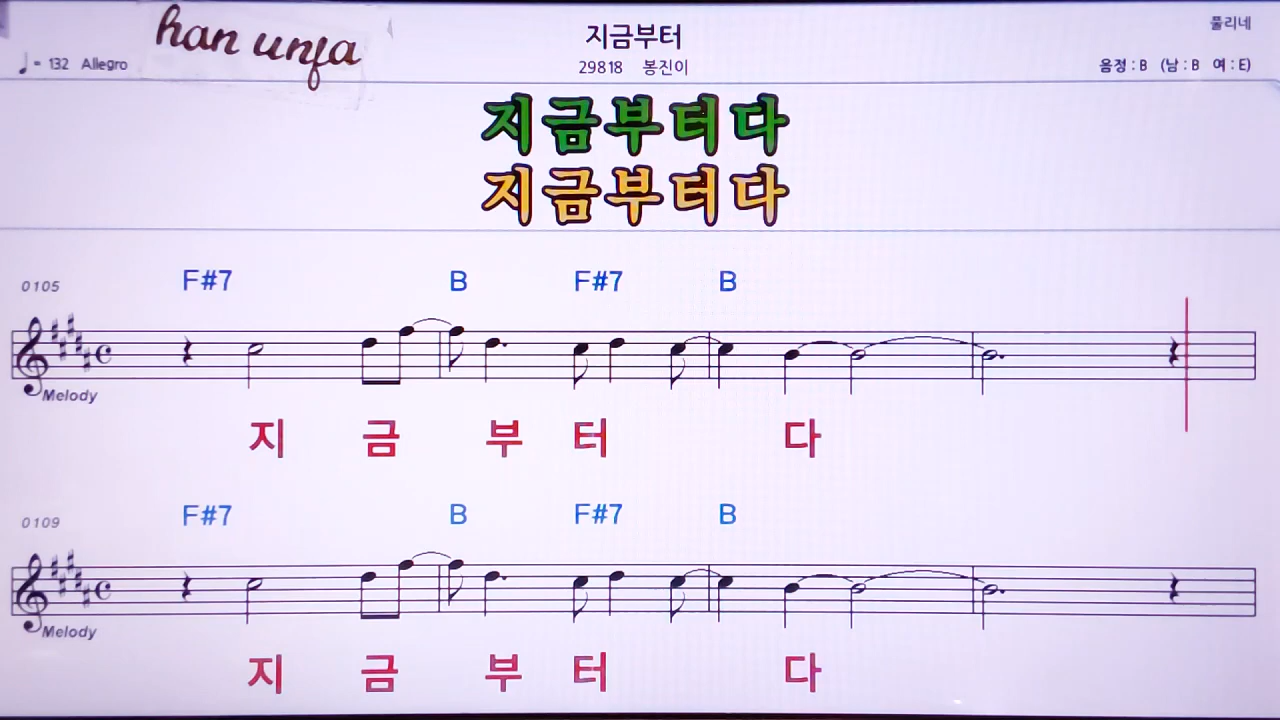 han unja
지금부터
풀리네
♩= 132 Allegro
29818 봉진이
음정 : B (남 : B 여 : E)
지금부터다
지금부터다
0105
F#7 B F#7 B
Melody
지 금 부 터 다
0109
F#7 B F#7 B
Melody
지 금 부 터 다